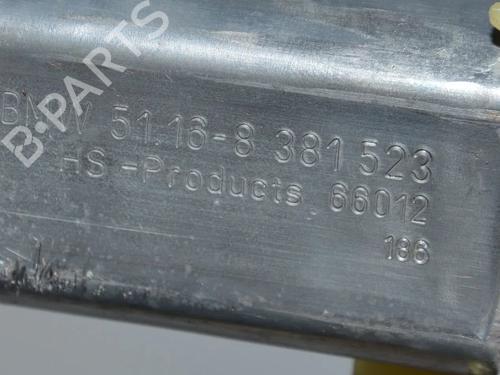 B-PARTS
BMW 51.16-8 381 523
HS-Products 66012
186